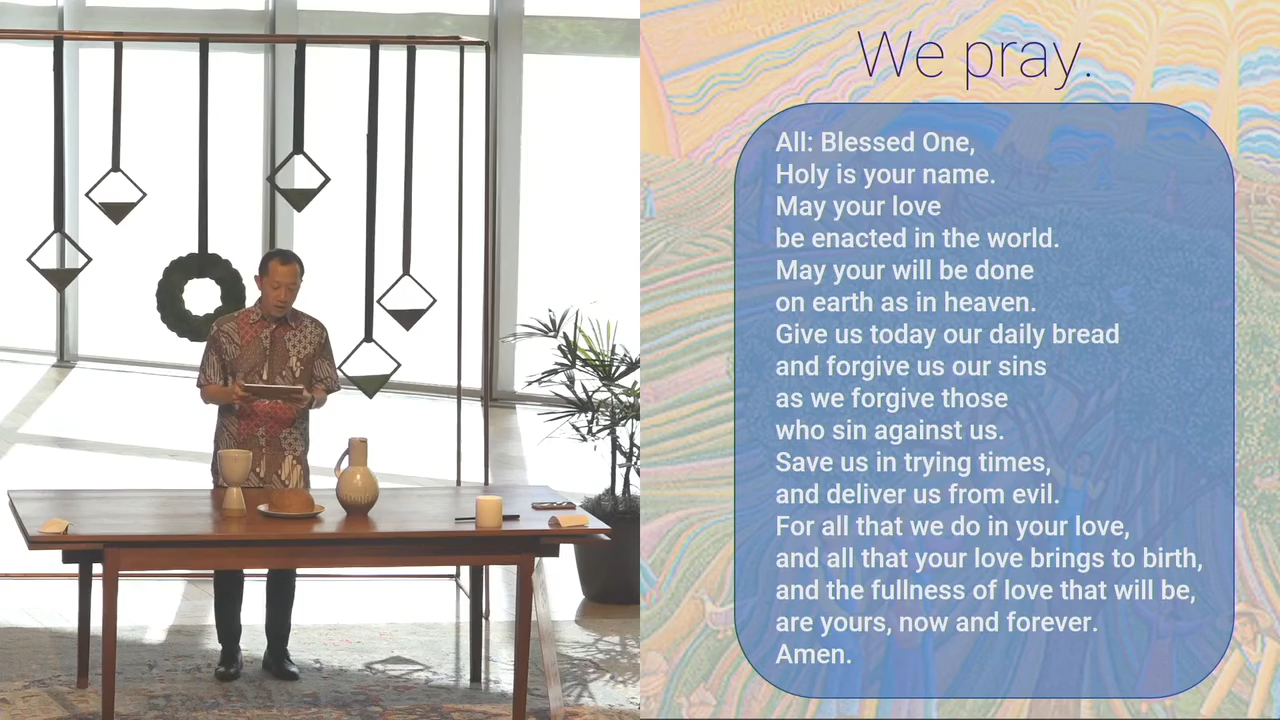 We pray.
All: Blessed One,
Holy is your name.
May your love
be enacted in the world.
May your will be done
on earth as in heaven.
Give us today our daily bread
and forgive us our sins
as we forgive those
who sin against us.
Save us in trying times,
and deliver us from evil.
For all that we do in your love,
and all that your love brings to birth,
and the fullness of love that will be,
are yours, now and forever.
Amen.